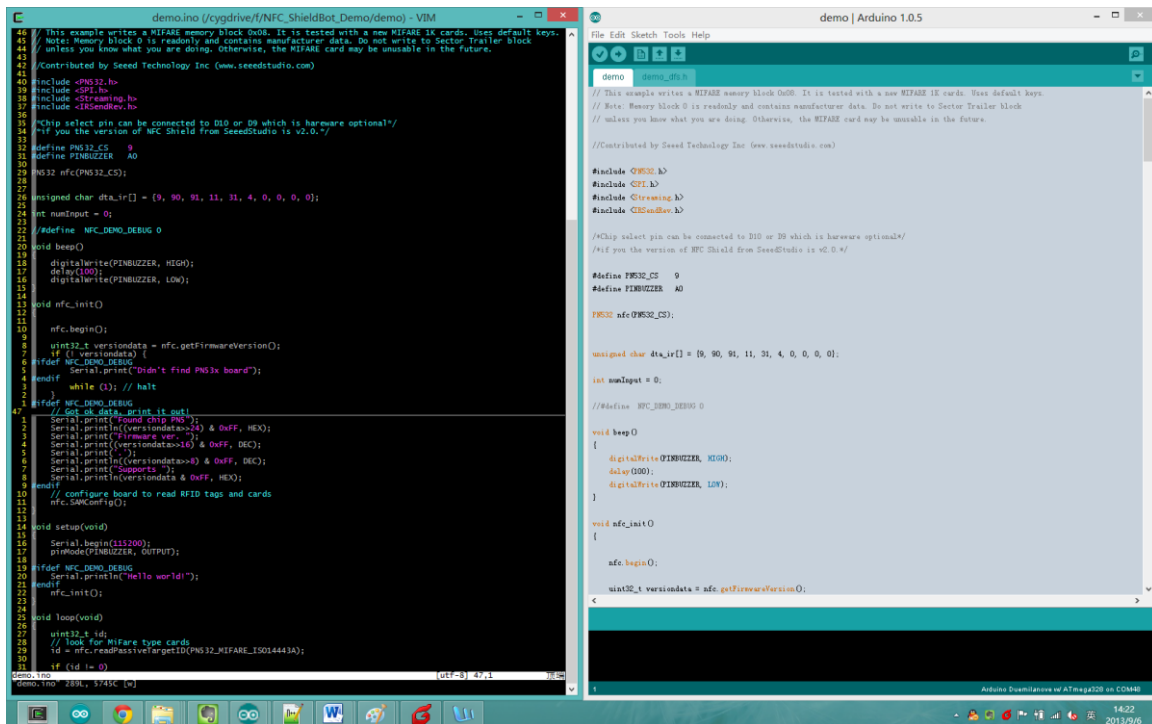 demo.ino (/cygdrive/f/NFC_ShieldBot_Demo/demo) - VIM
46 // This example writes a MIFARE memory block 0x08. It is tested with a new MIFARE 1K cards. Uses default keys.
45 // Note: Memory block 0 is readonly and contains manufacturer data. Do not write to Sector Trailer block
44 // unless you know what you are doing. Otherwise, the MIFARE card may be unusable in the future.
43
42 //Contributed by Seeed Technology Inc (www.seeedstudio.com)
41
40 #include <PN532.h>
39 #include <SPI.h>
38 #include <Streaming.h>
37 #include <IRSendRev.h>
36
35 /*Chip select pin can be connected to D10 or D9 which is hareware optional*/
34 /*if you the version of NFC Shield from SeeedStudio is v2.0.*/
33
32 #define PN532_CS 9
31 #define PINBUZZER A0
30
29 PN532 nfc(PN532_CS);
28
27
26 unsigned char dta_ir[] = {9, 90, 91, 11, 31, 4, 0, 0, 0, 0};
25
24 int numInput = 0;
23
22 //#define NFC_DEMO_DEBUG 0
21
20 void beep()
19 {
18 digitalWrite(PINBUZZER, HIGH);
17 delay(100);
16 digitalWrite(PINBUZZER, LOW);
15 }
14
13 void nfc_init()
12 {
11
10 nfc.begin();
9
8 uint32_t versiondata = nfc.getFirmwareVersion();
7 if (! versiondata) {
6 #ifdef NFC_DEMO_DEBUG
5 Serial.print("Didn't find PN53x board");
4 #endif
3 while (1); // halt
2 }
1 #ifdef NFC_DEMO_DEBUG
47 // Got ok data, print it out!
1 Serial.print("Found chip PN5");
2 Serial.println((versiondata>>24) & 0xFF, HEX);
3 Serial.print("Firmware ver. ");
4 Serial.print((versiondata>>16) & 0xFF, DEC);
5 Serial.print('.');
6 Serial.println((versiondata>>8) & 0xFF, DEC);
7 Serial.print("Supports ");
8 Serial.println(versiondata & 0xFF, HEX);
9 #endif
10 // configure board to read RFID tags and cards
11 nfc.SAMConfig();
12 }
13
14 void setup(void)
15 {
16 Serial.begin(115200);
17 pinMode(PINBUZZER, OUTPUT);
18
19 #ifdef NFC_DEMO_DEBUG
20 Serial.println("Hello world!");
21 #endif
22 nfc_init();
23 }
24
25 void loop(void)
26 {
27 uint32_t id;
28 // look for MiFare type cards
29 id = nfc.readPassiveTargetID(PN532_MIFARE_ISO14443A);
30
31 if (id != 0)
demo.ino [utf-8] 47,1 顶端
"demo.ino" 289L, 5745C [w]
demo | Arduino 1.0.5
File Edit Sketch Tools Help
demo demo_dfs.h
// This example writes a MIFARE memory block 0x08. It is tested with a new MIFARE 1K cards. Uses default keys.
// Note: Memory block 0 is readonly and contains manufacturer data. Do not write to Sector Trailer block
// unless you know what you are doing. Otherwise, the MIFARE card may be unusable in the future.
//Contributed by Seeed Technology Inc (www.seeedstudio.com)
#include <PN532.h>
#include <SPI.h>
#include <Streaming.h>
#include <IRSendRev.h>
/*Chip select pin can be connected to D10 or D9 which is hareware optional*/
/*if you the version of NFC Shield from SeeedStudio is v2.0.*/
#define PN532_CS 9
#define PINBUZZER A0
PN532 nfc(PN532_CS);
unsigned char dta_ir[] = {9, 90, 91, 11, 31, 4, 0, 0, 0, 0};
int numInput = 0;
//#define NFC_DEMO_DEBUG 0
void beep()
{
digitalWrite(PINBUZZER, HIGH);
delay(100);
digitalWrite(PINBUZZER, LOW);
}
void nfc_init()
{
nfc.begin();
uint32_t versiondata = nfc.getFirmwareVersion();
1 Arduino Duemilanove w/ ATmega328 on COM48
英 14:22
2013/9/6